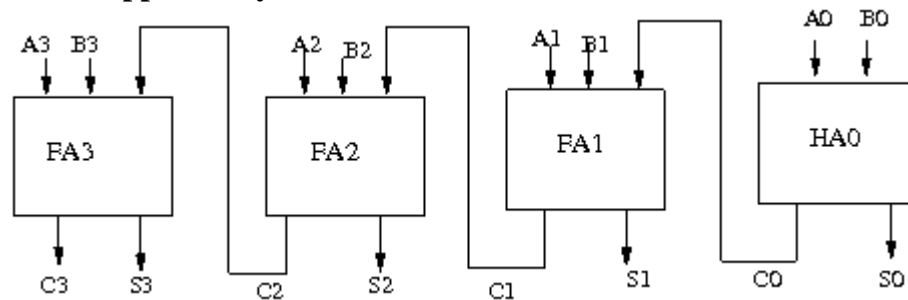 A3 B3 A2 B2 A1 B1 A0 B0
FA3 FA2 FA1 HA0
C3 S3 C2 S2 C1 S1 C0 S0